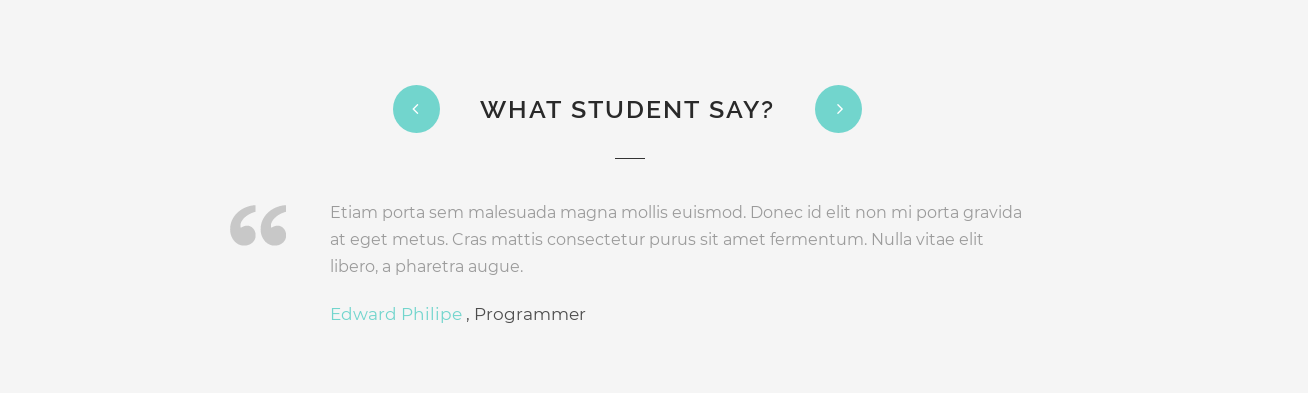 WHAT STUDENT SAY?
Etiam porta sem malesuada magna mollis euismod. Donec id elit non mi porta gravida
at eget metus. Cras mattis consectetur purus sit amet fermentum. Nulla vitae elit
libero, a pharetra augue.
Edward Philipe , Programmer